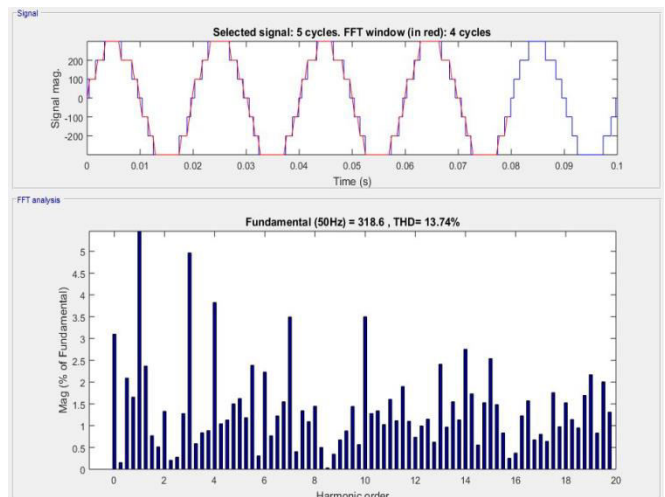 Signal
Selected signal: 5 cycles. FFT window (in red): 4 cycles
Signal mag.
200
100
0
-100
-200
0 0.01 0.02 0.03 0.04 0.05 0.06 0.07 0.08 0.09 0.1
Time (s)
FFT analysis
Fundamental (50Hz) = 318.6 , THD= 13.74%
Mag (% of Fundamental)
5
4.5
4
3.5
3
2.5
2
1.5
1
0.5
0
0 2 4 6 8 10 12 14 16 18 20
Harmonic order